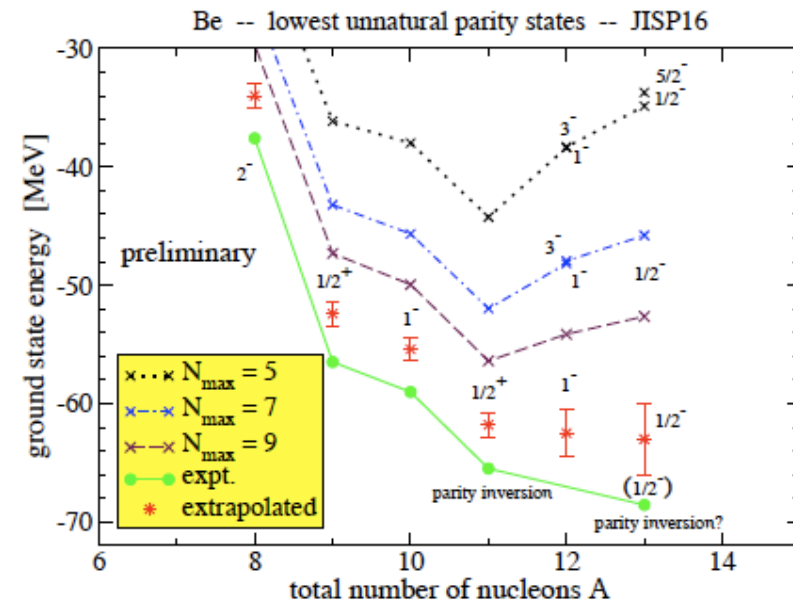 Be -- lowest unnatural parity states -- JISP16
-30
-40
-50
-60
-70
ground state energy [MeV]
5/2⁻
1/2⁻
3⁻
1⁻
2⁻
preliminary
3⁻
1⁻
1/2⁻
1/2⁺
1⁻
1/2⁺
1⁻
1/2⁻
(1/2⁻)
parity inversion
parity inversion?
N_max = 5
N_max = 7
N_max = 9
expt.
extrapolated
6 8 10 12 14
total number of nucleons A